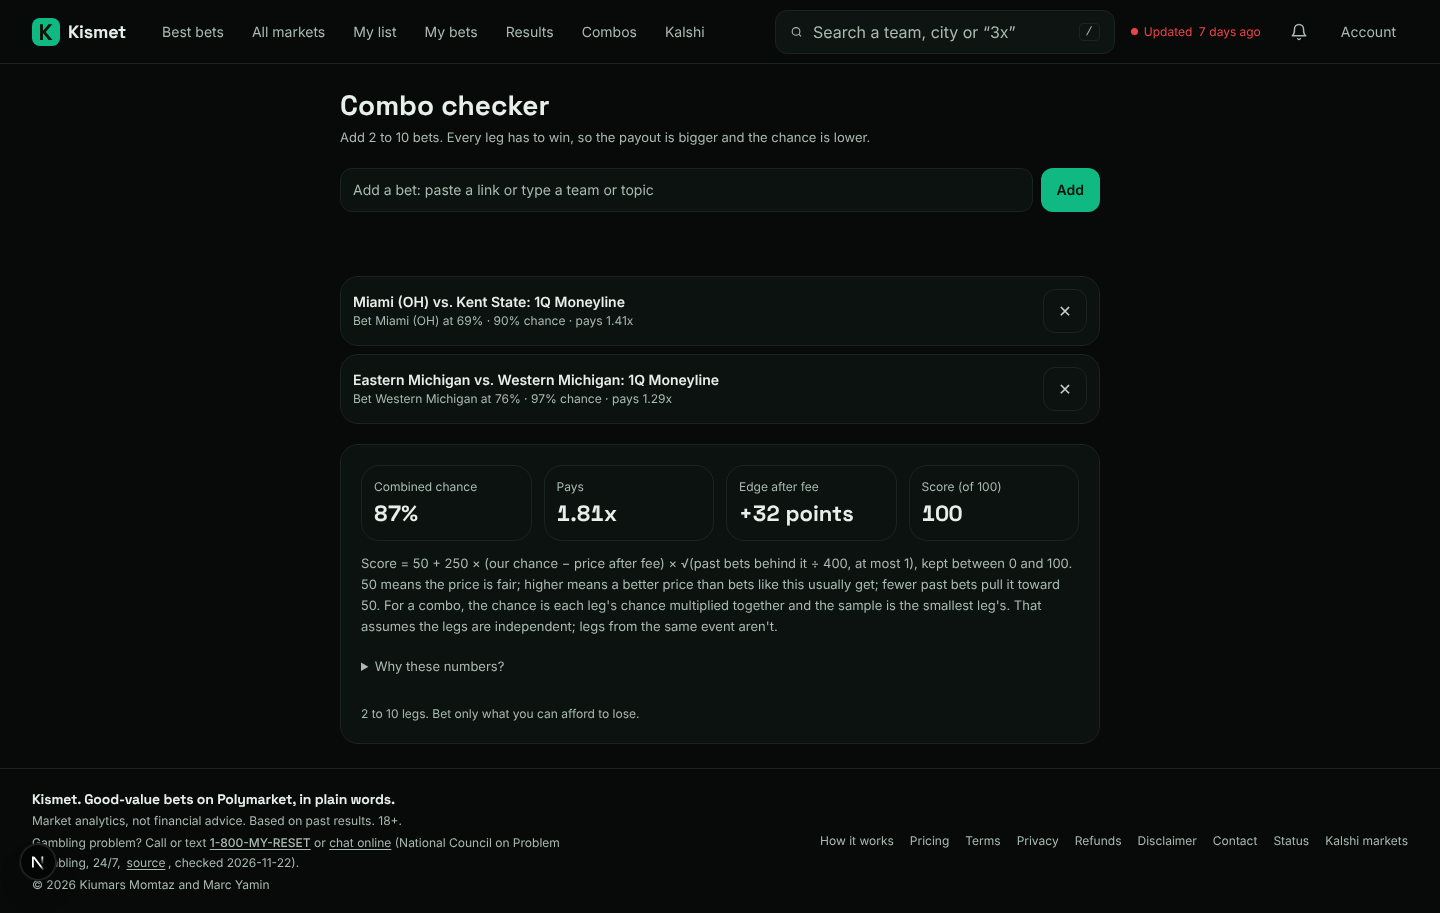 K Kismet
Best bets
All markets
My list
My bets
Results
Combos
Kalshi
Search a team, city or “3x”
/
Updated 7 days ago
Account
Combo checker
Add 2 to 10 bets. Every leg has to win, so the payout is bigger and the chance is lower.
Add a bet: paste a link or type a team or topic
Add
Miami (OH) vs. Kent State: 1Q Moneyline
Bet Miami (OH) at 69% · 90% chance · pays 1.41x
Eastern Michigan vs. Western Michigan: 1Q Moneyline
Bet Western Michigan at 76% · 97% chance · pays 1.29x
Combined chance
87%
Pays
1.81x
Edge after fee
+32 points
Score (of 100)
100
Score = 50 + 250 × (our chance − price after fee) × √(past bets behind it ÷ 400, at most 1), kept between 0 and 100.
50 means the price is fair; higher means a better price than bets like this usually get; fewer past bets pull it toward
50. For a combo, the chance is each leg's chance multiplied together and the sample is the smallest leg's. That
assumes the legs are independent; legs from the same event aren't.
Why these numbers?
2 to 10 legs. Bet only what you can afford to lose.
Kismet. Good-value bets on Polymarket, in plain words.
Market analytics, not financial advice. Based on past results. 18+.
Gambling problem? Call or text 1-800-MY-RESET or chat online (National Council on Problem
bling, 24/7, source , checked 2026-11-22).
© 2026 Kiumars Momtaz and Marc Yamin
N
How it works
Pricing
Terms
Privacy
Refunds
Disclaimer
Contact
Status
Kalshi markets